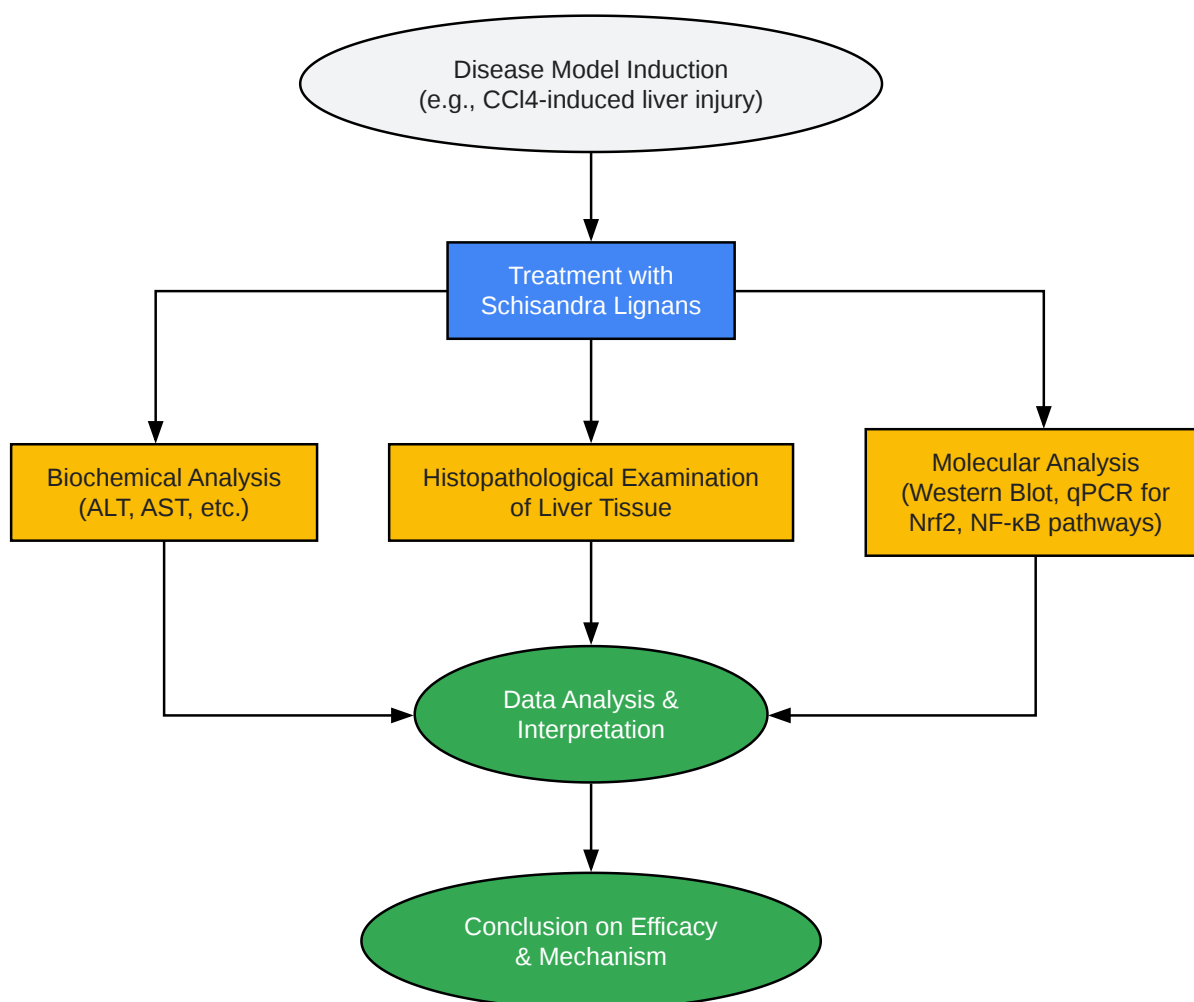 Disease Model Induction
(e.g., CCl4-induced liver injury)
Treatment with
Schisandra Lignans
Biochemical Analysis
(ALT, AST, etc.)
Histopathological Examination
of Liver Tissue
Molecular Analysis
(Western Blot, qPCR for
Nrf2, NF-κB pathways)
Data Analysis &
Interpretation
Conclusion on Efficacy
& Mechanism